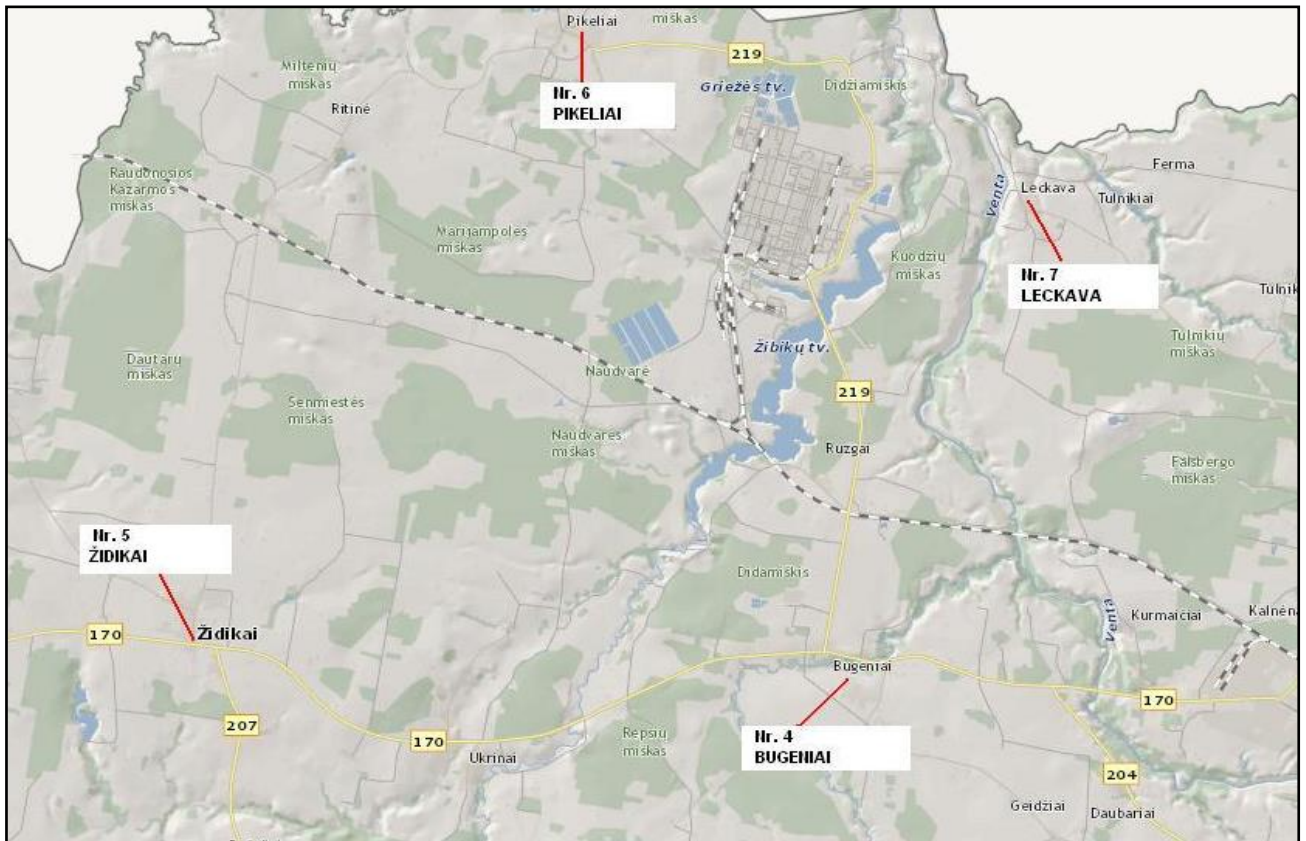 Pikeliai
miškas
219
Miltenių
miškas
Ritinė
Nr. 6
PIKELIAI
Griežės tv.
Didžiamiškis
Raudonosios
Kazarmos
miškas
Ferma
Leckava
Tulnikiai
Venta
Marijampolės
miškas
Kuodžių
miškas
Nr. 7
LECKAVA
Tulnik
Žibikų tv.
Tulnikių
miškas
Dautarų
miškas
Naudvarė
219
Senmiestės
miškas
Naudvarės
miškas
Ruzgai
Falsbergo
miškas
Nr. 5
ŽIDIKAI
Didamiškis
Venta
Kurmaičiai
Kalnėna
170
Židikai
Bugeniai
170
207
170
Ukrinai
Repšių
miškas
Nr. 4
BUGENIAI
204
Geidžiai
Daubariai